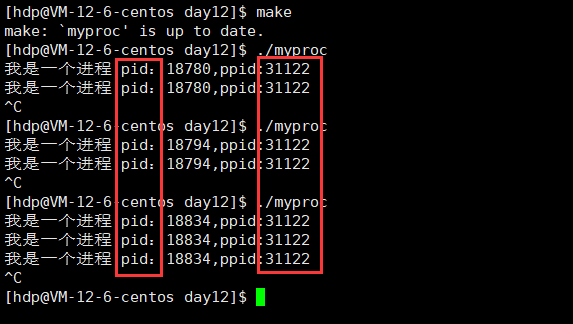 [hdp@VM-12-6-centos day12]$ make
make: `myproc' is up to date.
[hdp@VM-12-6-centos day12]$ ./myproc
我是一个进程 pid: 18780,ppid:31122
我是一个进程 pid: 18780,ppid:31122
^C
[hdp@VM-12-6-centos day12]$ ./myproc
我是一个进程 pid: 18794,ppid:31122
我是一个进程 pid: 18794,ppid:31122
^C
[hdp@VM-12-6-centos day12]$ ./myproc
我是一个进程 pid: 18834,ppid:31122
我是一个进程 pid: 18834,ppid:31122
我是一个进程 pid: 18834,ppid:31122
^C
[hdp@VM-12-6-centos day12]$